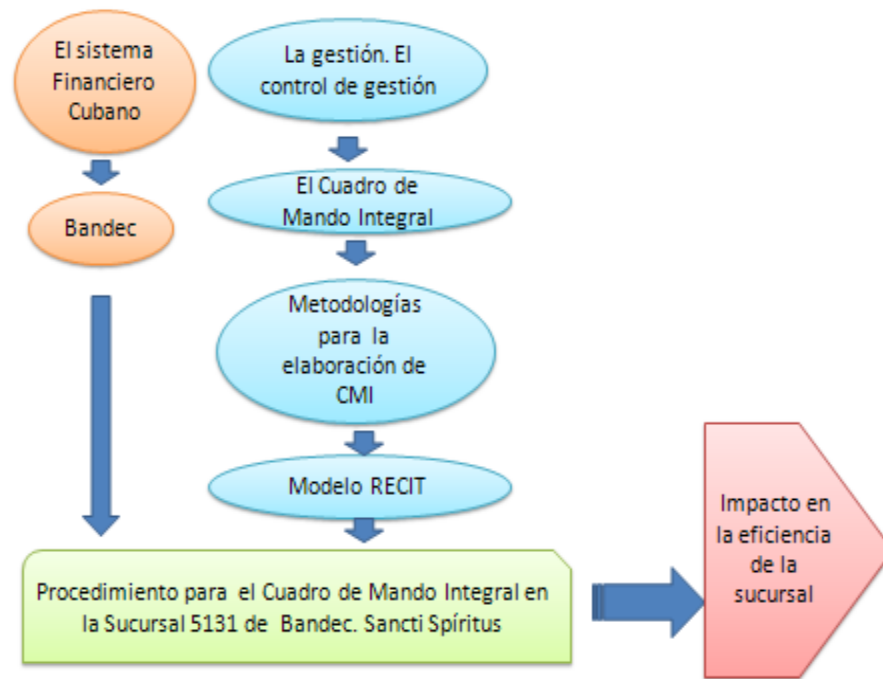 El sistema
Financiero
Cubano
Bandec
La gestión. El
control de gestión
El Cuadro de
Mando Integral
Metodologías
para la
elaboración de
CMI
Modelo RECIT
Procedimiento para el Cuadro de Mando Integral en
la Sucursal 5131 de Bandec. Sancti Spíritus
Impacto en
la eficiencia
de la
sucursal